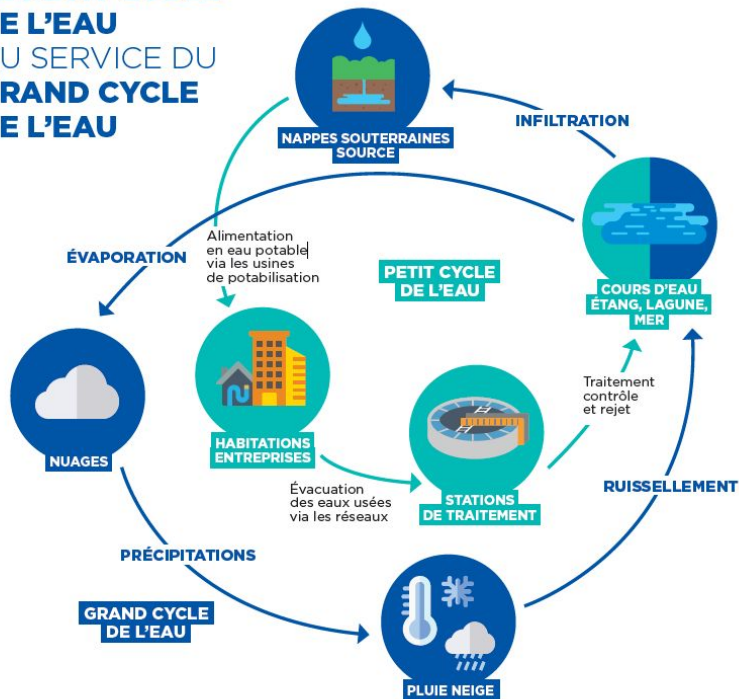 E L'EAU
U SERVICE DU
RAND CYCLE
E L'EAU
NAPPES SOUTERRAINES
SOURCE
INFILTRATION
ÉVAPORATION
Alimentation
en eau potable
via les usines
de potabilisation
PETIT CYCLE
DE L'EAU
COURS D'EAU
ÉTANG, LAGUNE,
MER
NUAGES
HABITATIONS
ENTREPRISES
Traitement
contrôle
et rejet
Évacuation
des eaux usées
via les réseaux
STATIONS
DE TRAITEMENT
RUISSELLEMENT
PRÉCIPITATIONS
GRAND CYCLE
DE L'EAU
PLUIE NEIGE